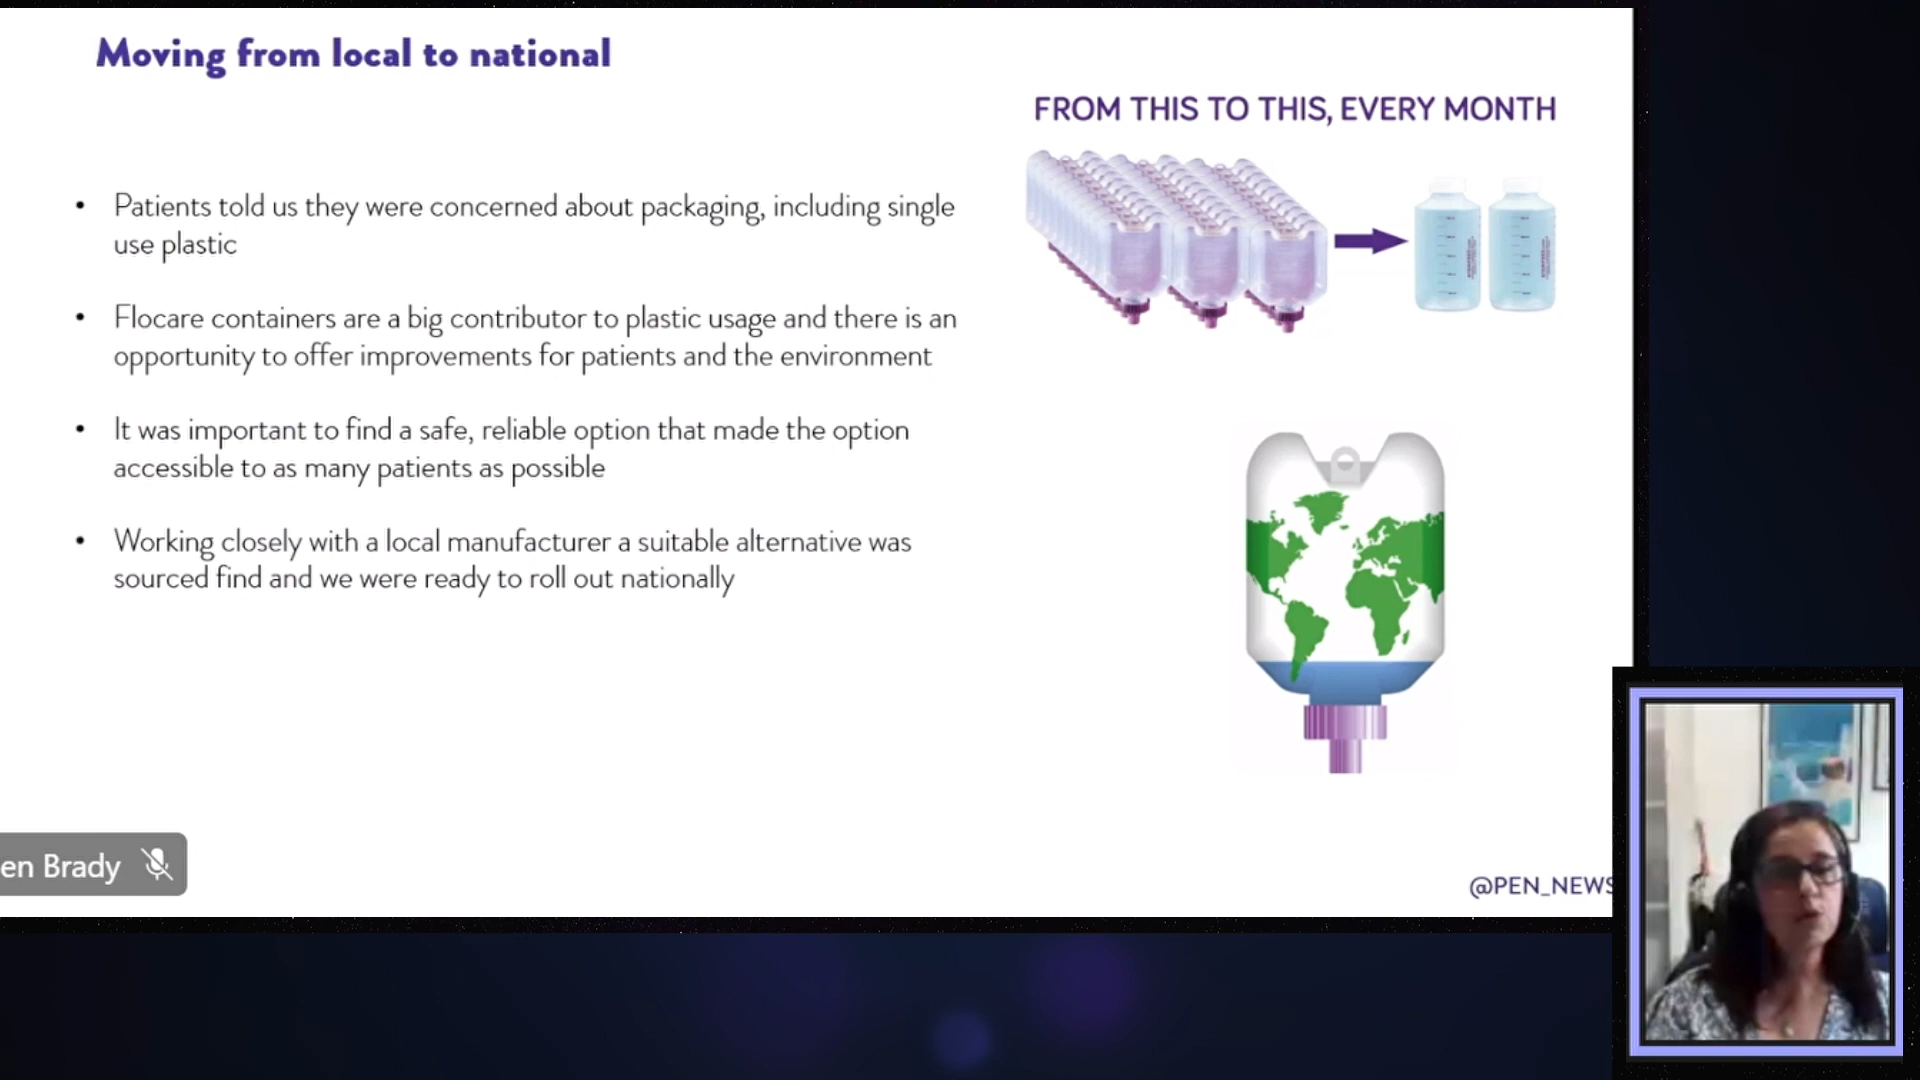 Moving from local to national
FROM THIS TO THIS, EVERY MONTH
• Patients told us they were concerned about packaging, including single
use plastic
• Flocare containers are a big contributor to plastic usage and there is an
opportunity to offer improvements for patients and the environment
• It was important to find a safe, reliable option that made the option
accessible to as many patients as possible
• Working closely with a local manufacturer a suitable alternative was
sourced find and we were ready to roll out nationally
en Brady
@PEN_NEWS